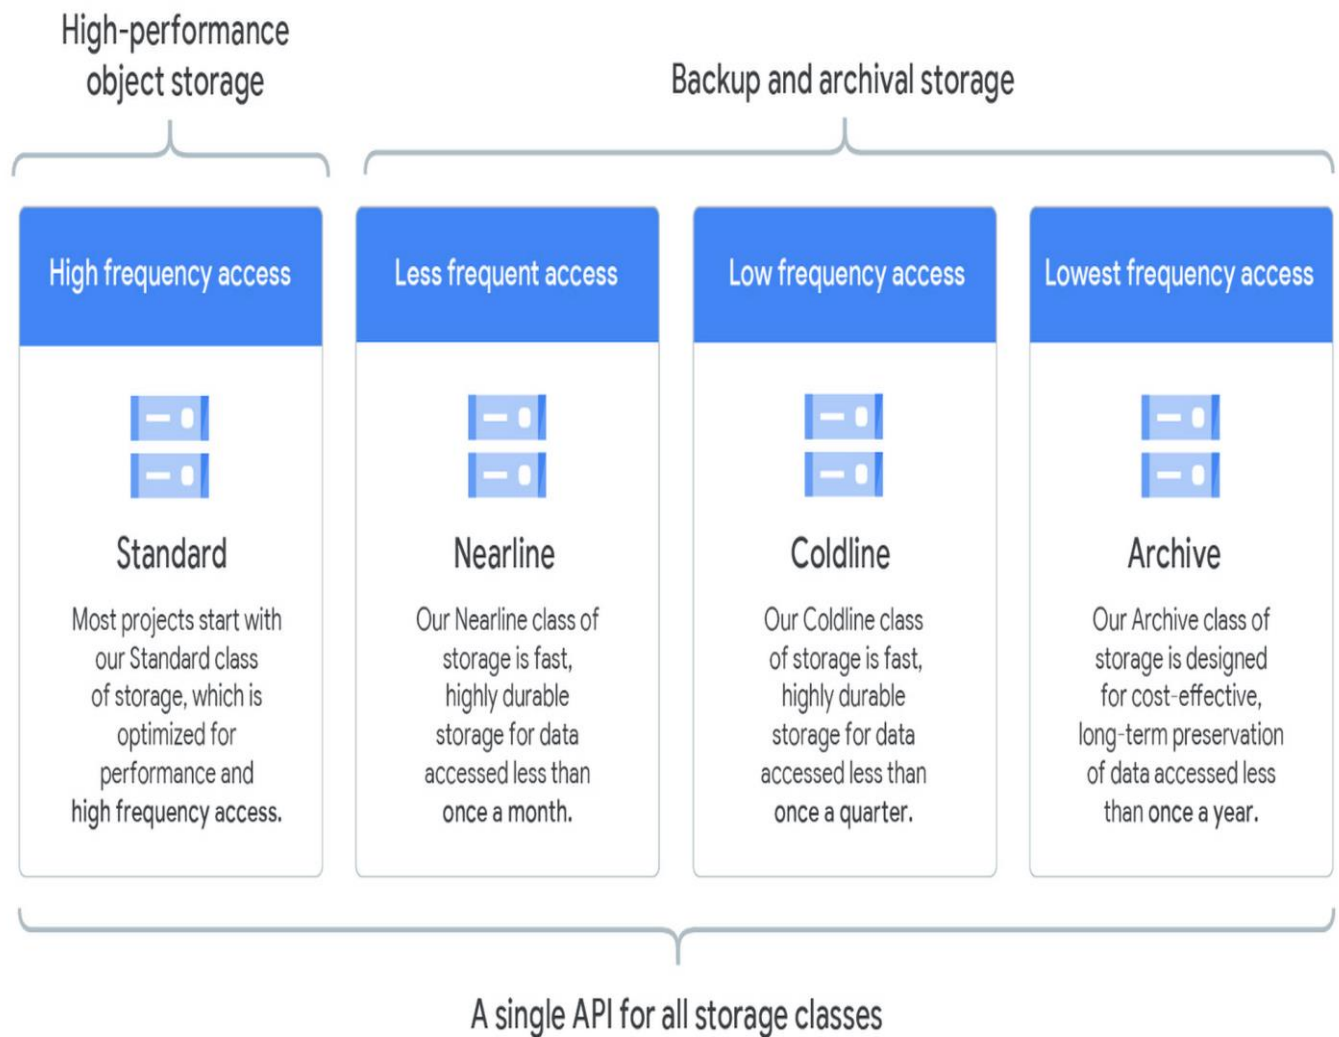 High-performance
object storage
Backup and archival storage
High frequency access
Standard
Most projects start with
our Standard class
of storage, which is
optimized for
performance and
high frequency access.
Less frequent access
Nearline
Our Nearline class of
storage is fast,
highly durable
storage for data
accessed less than
once a month.
Low frequency access
Coldline
Our Coldline class
of storage is fast,
highly durable
storage for data
accessed less than
once a quarter.
Lowest frequency access
Archive
Our Archive class of
storage is designed
for cost-effective,
long-term preservation
of data accessed less
than once a year.
A single API for all storage classes